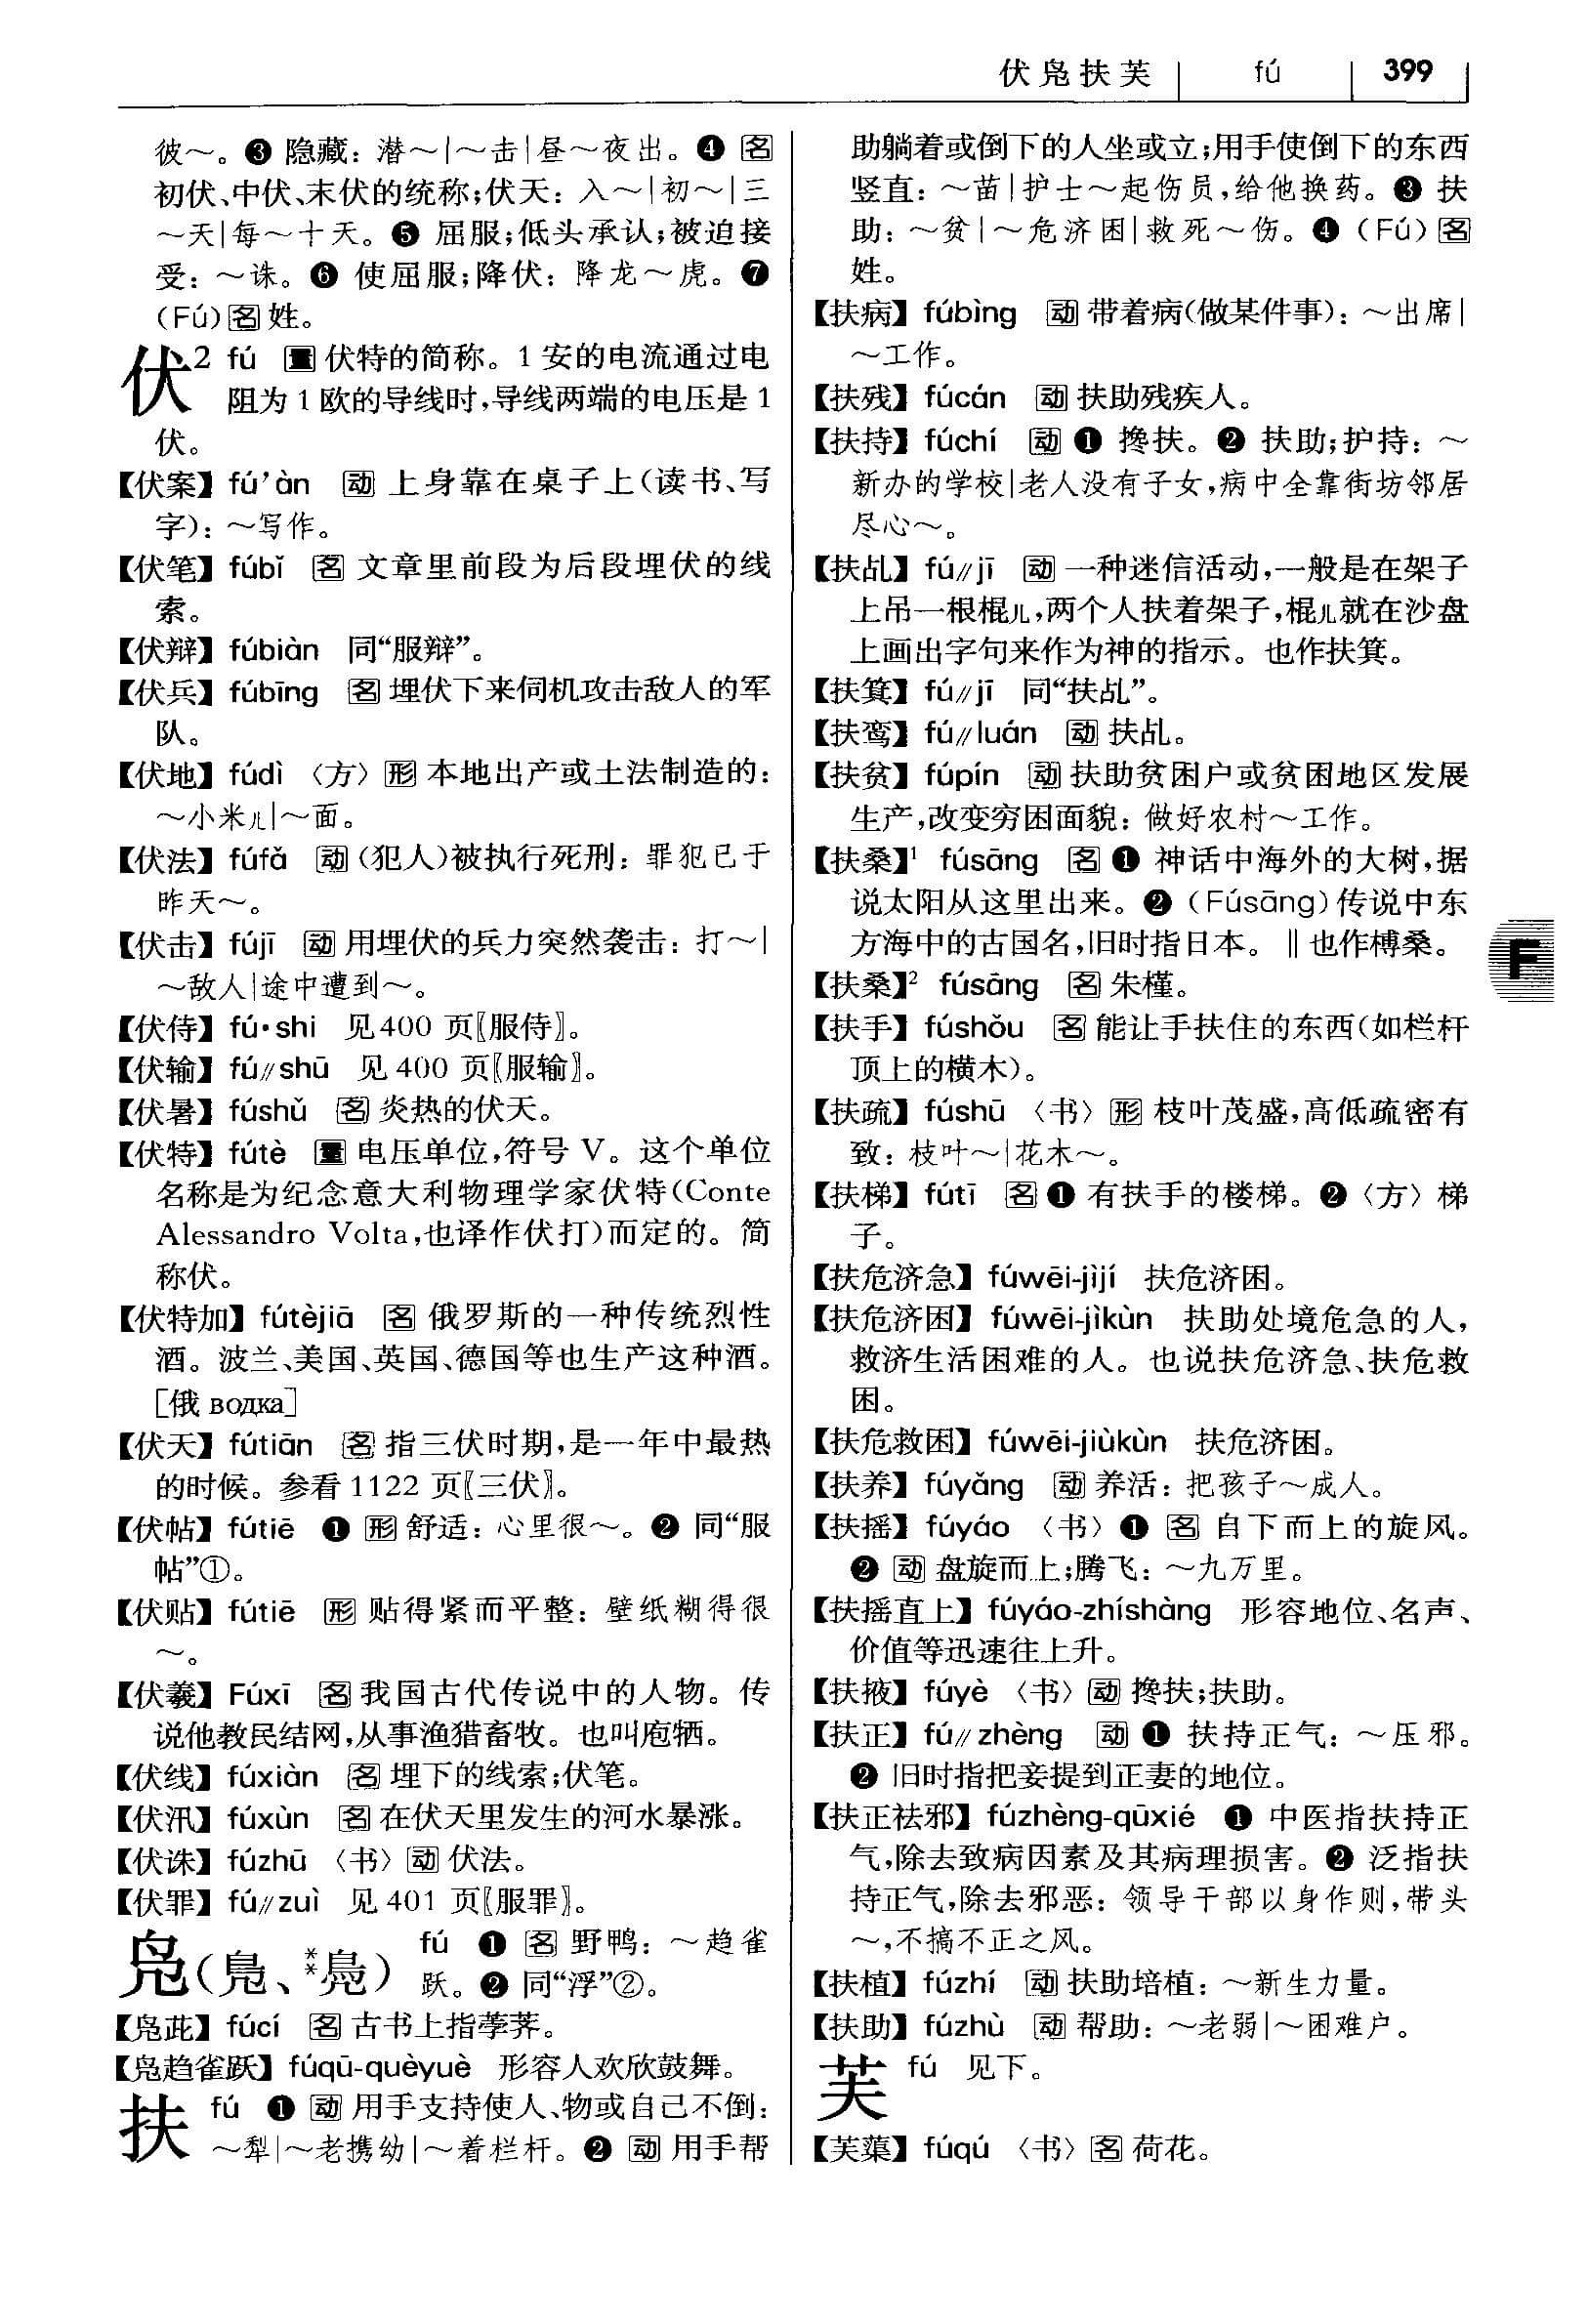 伏凫扶芙 fú 399
彼～。❸ 隐藏：潜～|～击|昼～夜出。❹ 名
初伏、中伏、末伏的统称;伏天：入～|初～|三
～天|每～十天。❺ 屈服;低头承认;被迫接
受：～诛。❻ 使屈服;降伏：降龙～虎。❼
(Fú)名姓。
伏² fú 量 伏特的简称。1 安的电流通过电
阻为 1 欧的导线时,导线两端的电压是 1
伏。
【伏案】 fú’àn 动 上身靠在桌子上(读书、写
字)：～写作。
【伏笔】 fúbǐ 名 文章里前段为后段埋伏的线
索。
【伏辩】 fúbiàn 同“服辩”。
【伏兵】 fúbīng 名 埋伏下来伺机攻击敌人的军
队。
【伏地】 fúdì 〈方〉 形 本地出产或土法制造的：
～小米儿|～面。
【伏法】 fúfǎ 动 (犯人)被执行死刑：罪犯已于
昨天～。
【伏击】 fújī 动 用埋伏的兵力突然袭击：打～|
～敌人|途中遭到～。
【伏侍】 fú•shi 见 400 页〖服侍〗。
【伏输】 fú//shū 见 400 页〖服输〗。
【伏暑】 fúshǔ 名 炎热的伏天。
【伏特】 fútè 量 电压单位,符号 V。这个单位
名称是为纪念意大利物理学家伏特(Conte
Alessandro Volta,也译作伏打)而定的。简
称伏。
【伏特加】 fútèjiā 名 俄罗斯的一种传统烈性
酒。波兰、美国、英国、德国等也生产这种酒。
[俄 водка]
【伏天】 fútiān 名 指三伏时期,是一年中最热
的时候。参看 1122 页〖三伏〗。
【伏帖】 fútiē ❶ 形 舒适：心里很～。❷ 同“服
帖”①。
【伏贴】 fútiē 形 贴得紧而平整：壁纸糊得很
～。
【伏羲】 Fúxī 名 我国古代传说中的人物。传
说他教民结网,从事渔猎畜牧。也叫庖牺。
【伏线】 fúxiàn 名 埋下的线索;伏笔。
【伏汛】 fúxùn 名 在伏天里发生的河水暴涨。
【伏诛】 fúzhū 〈书〉 动 伏法。
【伏罪】 fú//zuì 见 401 页〖服罪〗。
凫(鳧、**鳬) fú ❶ 名 野鸭：～趋雀
跃。❷ 同“浮”②。
【凫茈】 fúcí 名 古书上指荸荠。
【凫趋雀跃】 fúqū-quèyuè 形容人欢欣鼓舞。
扶 fú ❶ 动 用手支持使人、物或自己不倒：
～犁|～老携幼|～着栏杆。❷ 动 用手帮
助躺着或倒下的人坐或立;用手使倒下的东西
竖直：～苗|护士～起伤员,给他换药。❸ 扶
助：～贫|～危济困|救死～伤。❹ (Fú)名
姓。
【扶病】 fúbìng 动 带着病(做某件事)：～出席|
～工作。
【扶残】 fúcán 动 扶助残疾人。
【扶持】 fúchí 动 ❶ 搀扶。❷ 扶助;护持：～
新办的学校|老人没有子女,病中全靠街坊邻居
尽心～。
【扶乩】 fú//jī 动 一种迷信活动,一般是在架子
上吊一根棍儿,两个人扶着架子,棍儿就在沙盘
上画出字句来作为神的指示。也作扶箕。
【扶箕】 fú//jī 同“扶乩”。
【扶鸾】 fú//luán 动 扶乩。
【扶贫】 fúpín 动 扶助贫困户或贫困地区发展
生产,改变穷困面貌：做好农村～工作。
【扶桑】¹ fúsāng 名 ❶ 神话中海外的大树,据
说太阳从这里出来。❷ (Fúsāng)传说中东
方海中的古国名,旧时指日本。‖也作榑桑。
【扶桑】² fúsāng 名 朱槿。
【扶手】 fúshǒu 名 能让手扶住的东西(如栏杆
顶上的横木)。
【扶疏】 fúshū 〈书〉 形 枝叶茂盛,高低疏密有
致：枝叶～|花木～。
【扶梯】 fútī 名 ❶ 有扶手的楼梯。❷〈方〉梯
子。
【扶危济急】 fúwēi-jìjí 扶危济困。
【扶危济困】 fúwēi-jìkùn 扶助处境危急的人,
救济生活困难的人。也说扶危济急、扶危救
困。
【扶危救困】 fúwēi-jiùkùn 扶危济困。
【扶养】 fúyǎng 动 养活：把孩子～成人。
【扶摇】 fúyáo 〈书〉❶ 名 自下而上的旋风。
❷ 动 盘旋而上;腾飞：～九万里。
【扶摇直上】 fúyáo-zhíshàng 形容地位、名声、
价值等迅速往上升。
【扶掖】 fúyè 〈书〉动 搀扶;扶助。
【扶正】 fú//zhèng 动 ❶ 扶持正气：～压邪。
❷ 旧时指把妾提到正妻的地位。
【扶正祛邪】 fúzhèng-qūxié ❶ 中医指扶持正
气,除去致病因素及其病理损害。❷ 泛指扶
持正气,除去邪恶：领导干部以身作则,带头
～,不搞不正之风。
【扶植】 fúzhí 动 扶助培植：～新生力量。
【扶助】 fúzhù 动 帮助：～老弱|～困难户。
芙 fú 见下。
【芙蕖】 fúqú 〈书〉名 荷花。
F